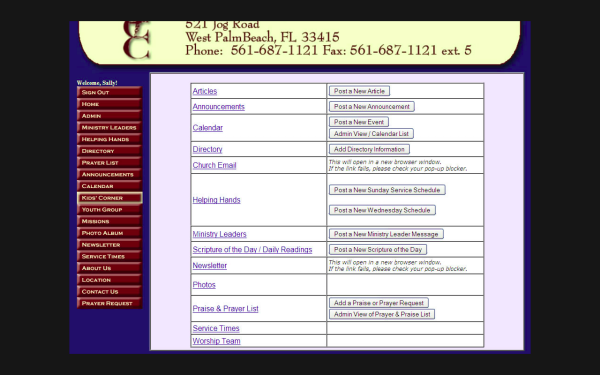 521 Jog Road
West PalmBeach, FL 33415
Phone: 561-687-1121 Fax: 561-687-1121 ext. 5
Welcome, Sally!
Sign Out
Home
Admin
Ministry Leaders
Helping Hands
Directory
Prayer List
Announcements
Calendar
Kids' Corner
Youth Group
Missions
Photo Album
Newsletter
Service Times
About Us
Location
Contact Us
Prayer Request
Articles
Post a New Article
Announcements
Post a New Announcement
Calendar
Post a New Event
Admin View / Calendar List
Directory
Add Directory Information
Church Email
This will open in a new browser window.
If the link fails, please check your pop-up blocker.
Helping Hands
Post a New Sunday Service Schedule
Post a New Wednesday Schedule
Ministry Leaders
Post a New Ministry Leader Message
Scripture of the Day / Daily Readings
Post a New Scripture of the Day
Newsletter
This will open in a new browser window.
If the link fails, please check your pop-up blocker.
Photos
Praise & Prayer List
Add a Praise or Prayer Request
Admin View of Prayer & Praise List
Service Times
Worship Team